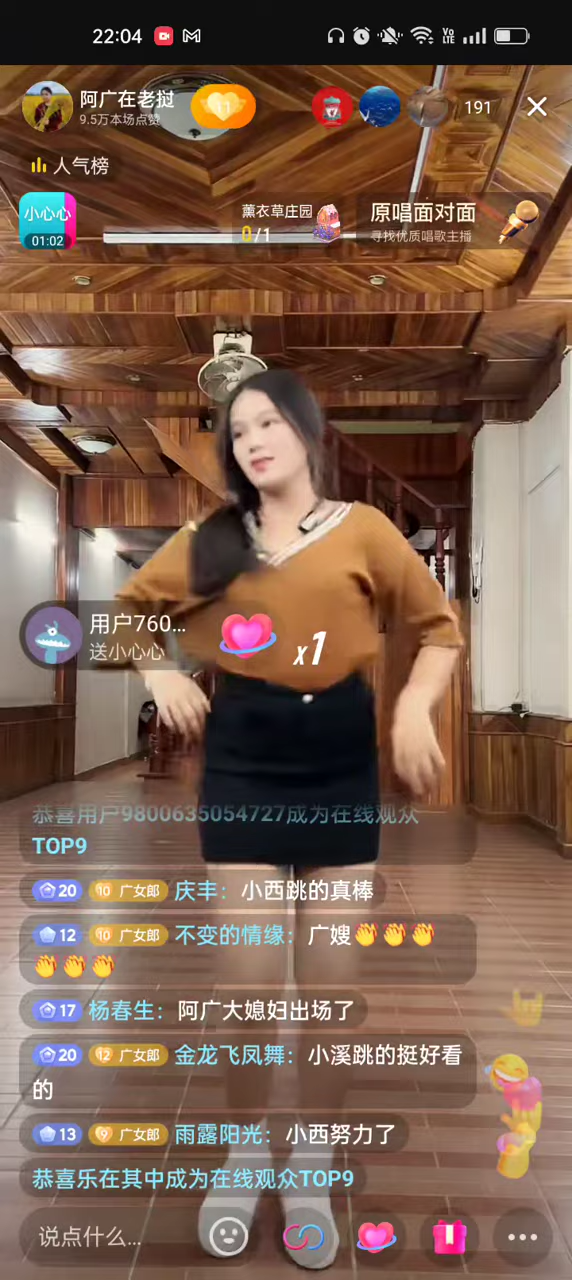 22:04
Vo
LTE
阿广在老挝
9.5万本场点赞
11
191
人气榜
小心心
01:02
薰衣草庄园
0/1
原唱面对面
寻找优质唱歌主播
用户760...
送小心心
x1
恭喜用户9800635054727成为在线观众
TOP9
20 10 广女郎 庆丰：小西跳的真棒
12 10 广女郎 不变的情缘：广嫂👏👏👏
👏👏👏
17 杨春生：阿广大媳妇出场了
20 12 广女郎 金龙飞凤舞：小溪跳的挺好看
的
13 9 广女郎 雨露阳光：小西努力了
恭喜乐在其中成为在线观众TOP9
说点什么...